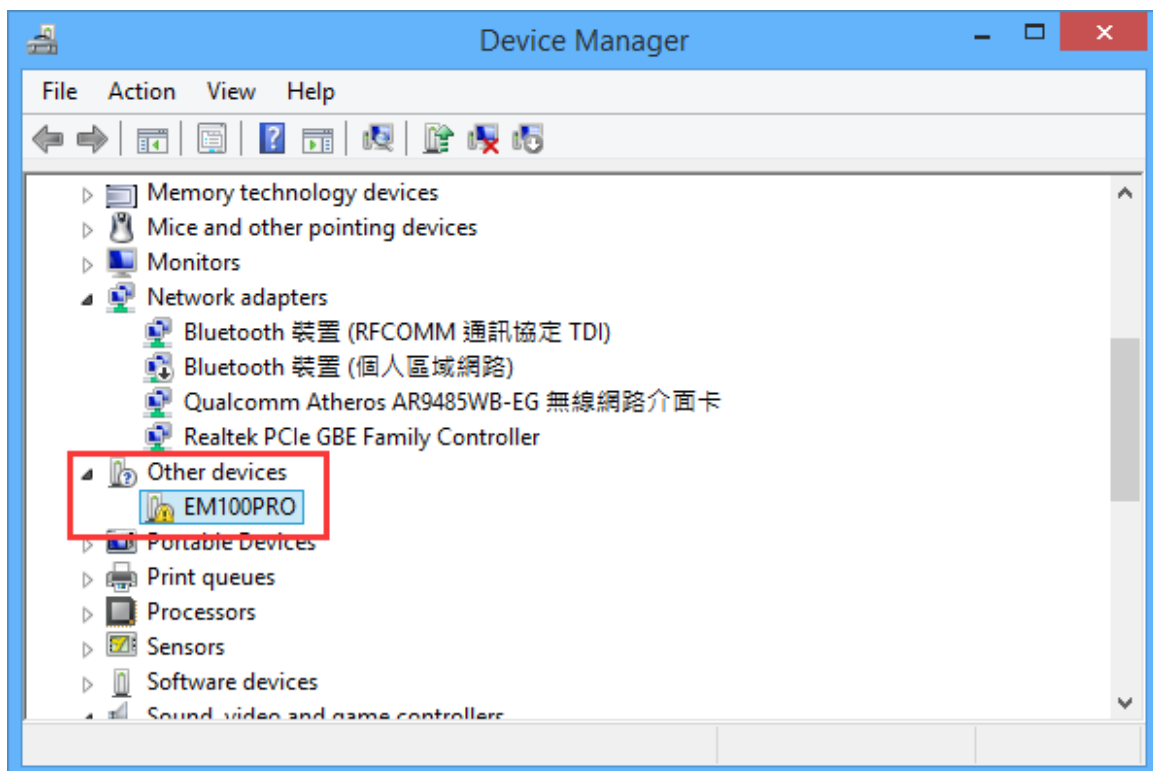 Device Manager
File Action View Help
Memory technology devices
Mice and other pointing devices
Monitors
Network adapters
Bluetooth 裝置 (RFCOMM 通訊協定 TDI)
Bluetooth 裝置 (個人區域網路)
Qualcomm Atheros AR9485WB-EG 無線網路介面卡
Realtek PCIe GBE Family Controller
Other devices
EM100PRO
Portable Devices
Print queues
Processors
Sensors
Software devices
Sound, video and game controllers